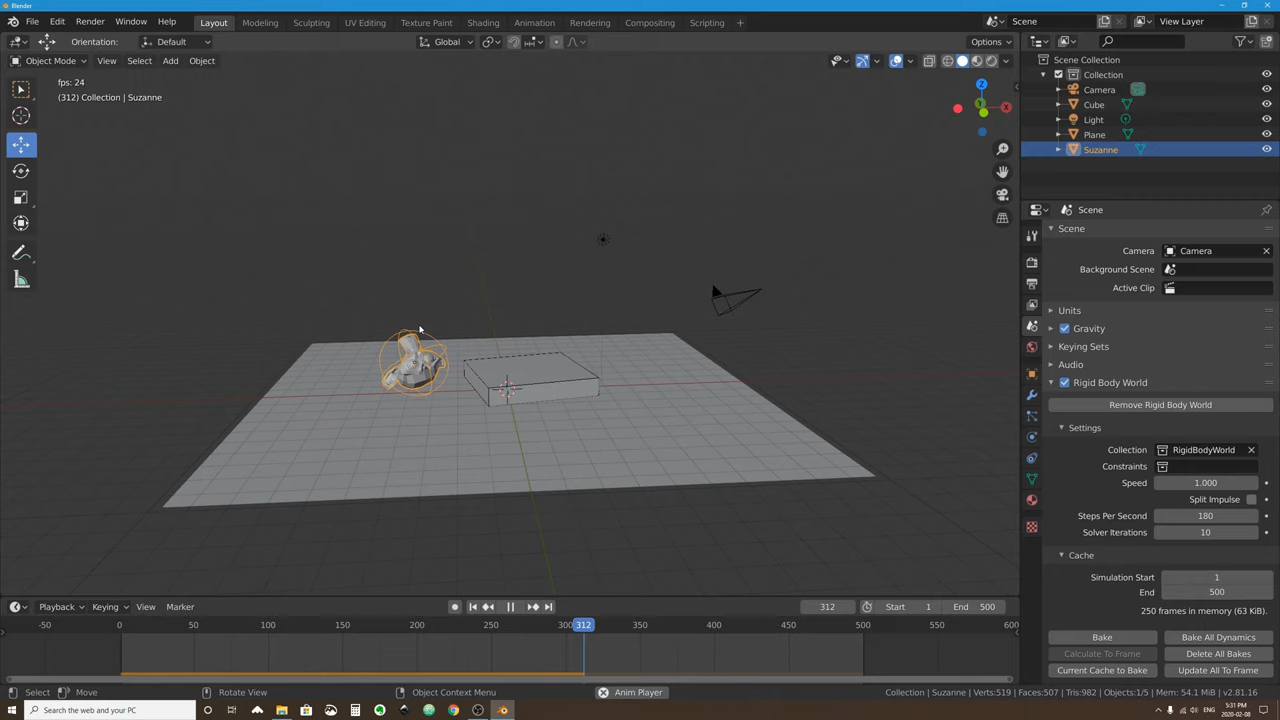 Blender
File Edit Render Window Help Layout Modeling Sculpting UV Editing Texture Paint Shading Animation Rendering Compositing Scripting + Scene View Layer
Orientation: Default Global Options
Object Mode View Select Add Object
fps: 24
(312) Collection | Suzanne
Z
X
Y
Scene Collection
Collection
Camera
Cube
Light
Plane
Suzanne
Scene
Scene
Camera Camera
Background Scene
Active Clip
Units
Gravity
Keying Sets
Audio
Rigid Body World
Remove Rigid Body World
Settings
Collection RigidBodyWorld
Constraints
Speed 1.000
Split Impulse
Steps Per Second 180
Solver Iterations 10
Cache
Simulation Start 1
End 500
250 frames in memory (63 KiB).
Bake Bake All Dynamics
Calculate To Frame Delete All Bakes
Current Cache to Bake Update All To Frame
Playback Keying View Marker 312 Start 1 End 500
-50 0 50 100 150 200 250 300 312 350 400 450 500 550 600
Select Move Rotate View Object Context Menu Anim Player Collection | Suzanne | Verts:519 | Faces:507 | Tris:982 | Objects:1/5 | Mem: 54.1 MiB | v2.81.16
Search the web and your PC ENG 5:31 PM
2020-02-08